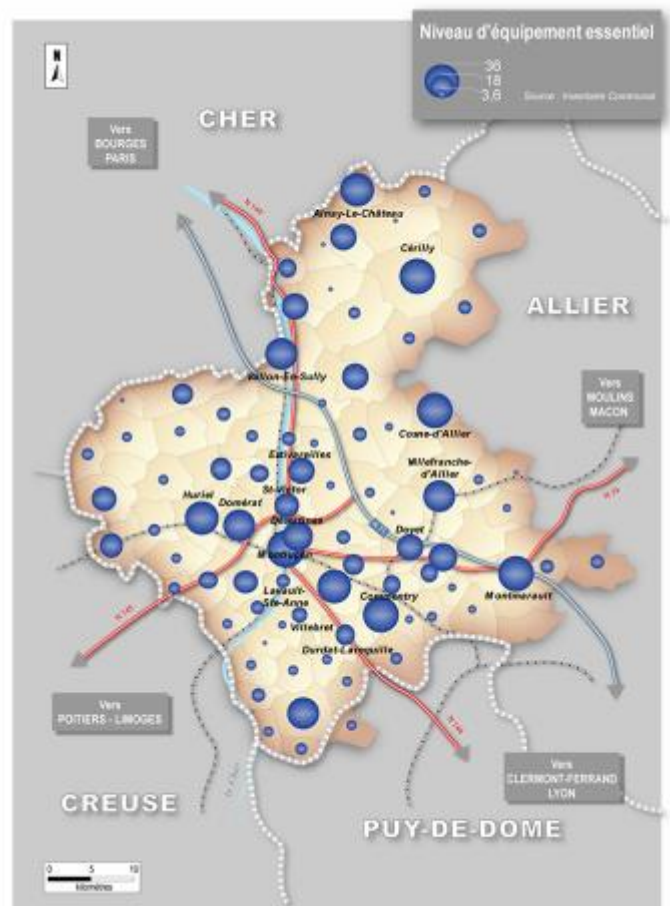 Niveau d'équipement essentiel
36
18
3,6
Source : Inventaire Communal
N
CHER
Vers
BOURGES
PARIS
Ainay-Le-Château
Cérilly
ALLIER
Vallon-En-Sully
Vers
MOULINS
MACON
Cosne-d'Allier
Villefranche-
d'Allier
Estivareilles
Huriel
St-Victor
Domérat
Désertines
Doyet
Montluçon
Montmarault
Lavault-
Ste-Anne
Commentry
Villebret
Durdat-Larequille
N 145
N 144
Vers
POITIERS - LIMOGES
Vers
CLERMONT-FERRAND
LYON
CREUSE
PUY-DE-DOME
0 5 10
kilomètres